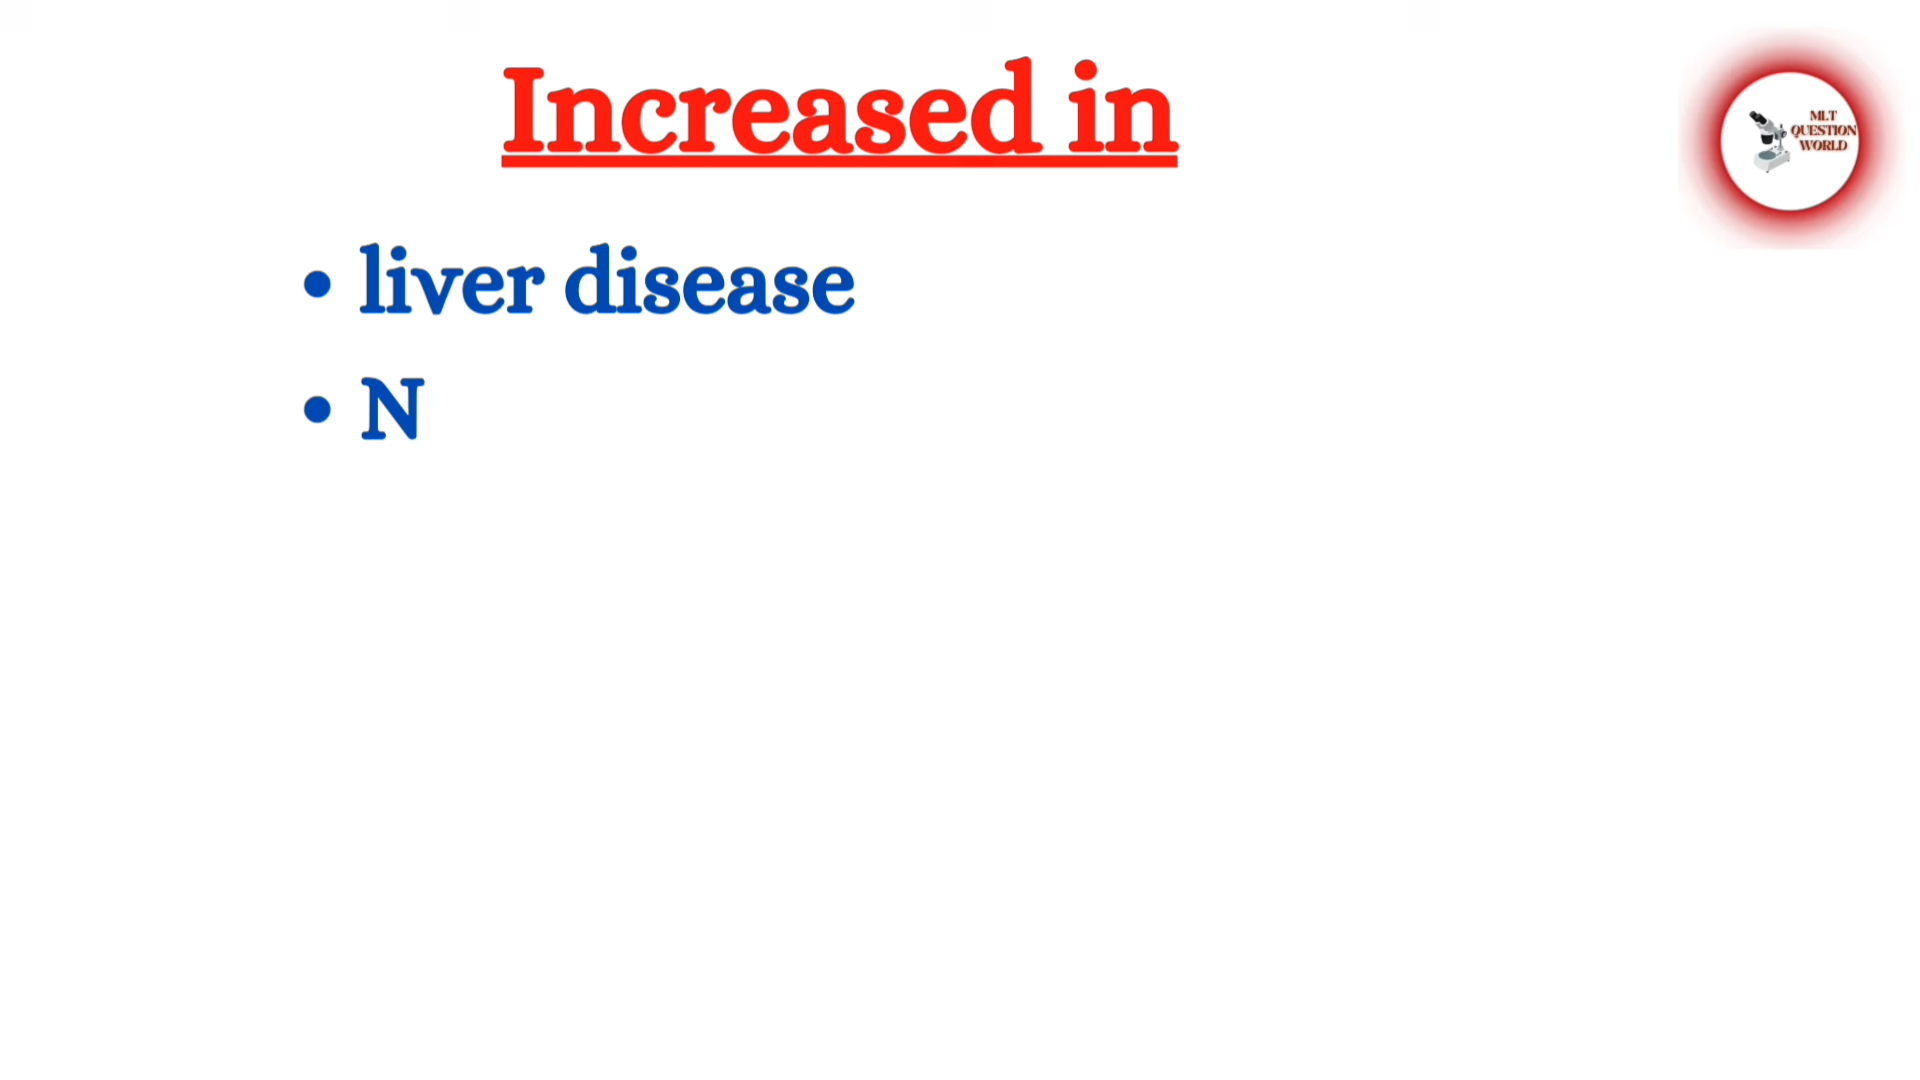 Increased in
MLT
QUESTION
WORLD
• liver disease
• N